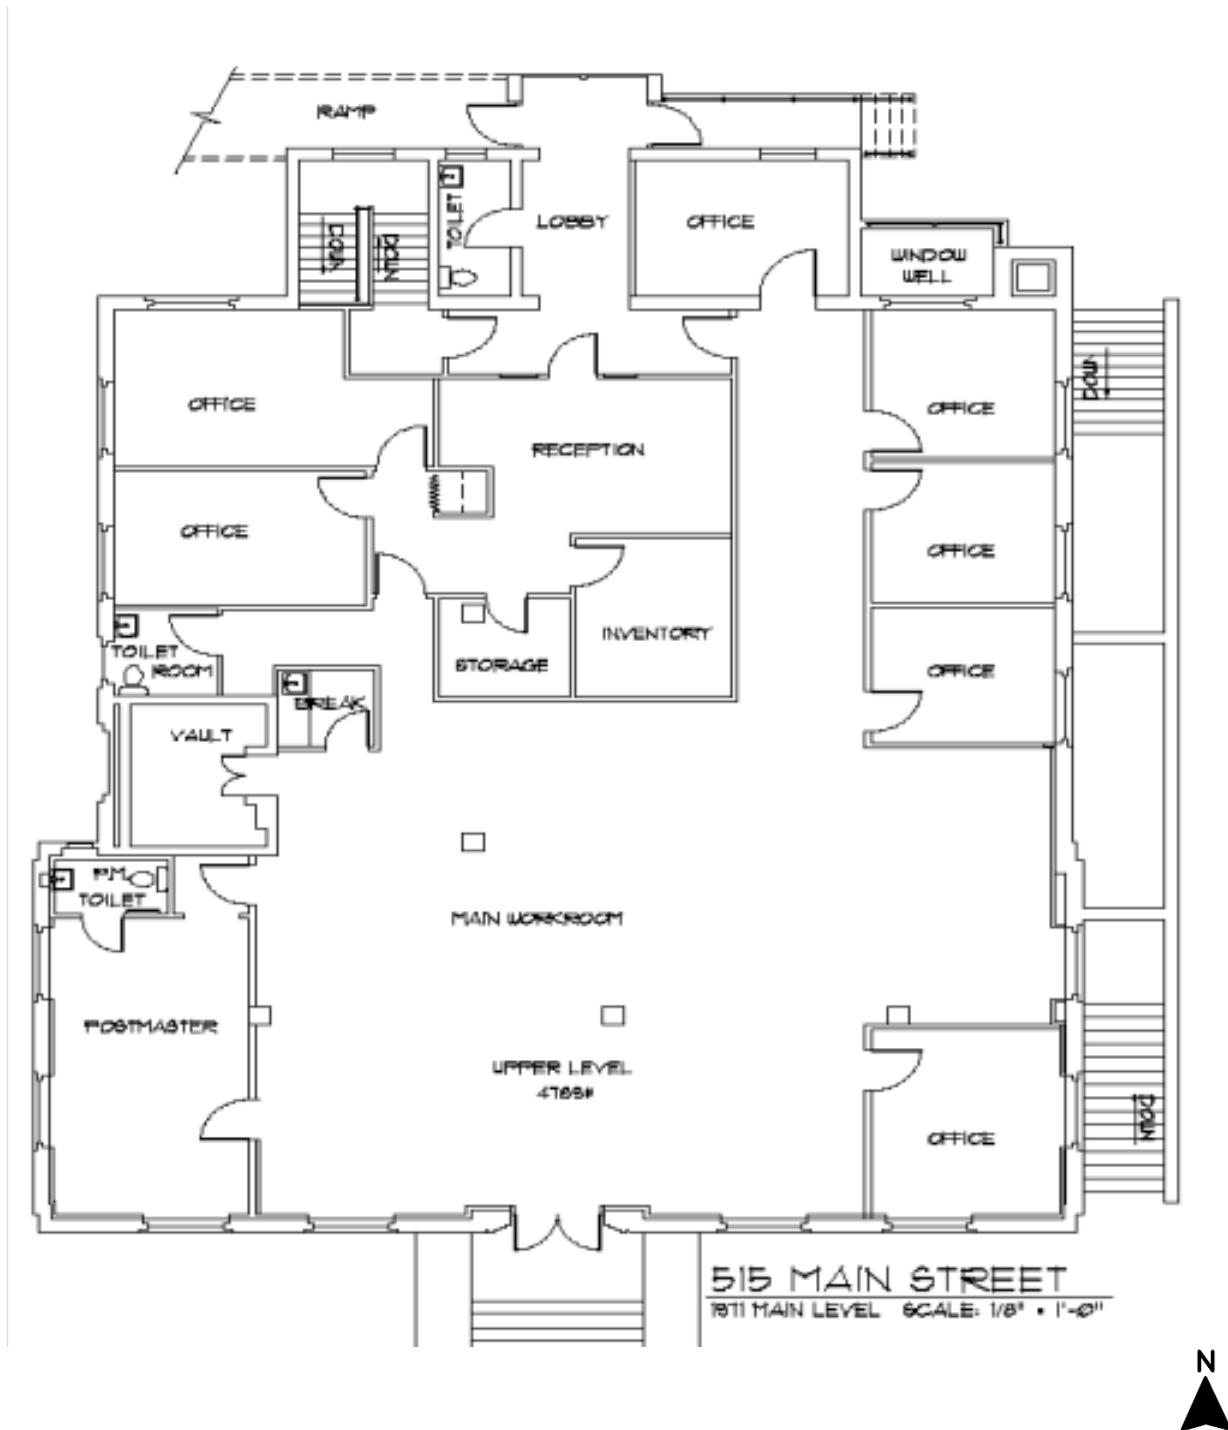 RAMP
TOILET
LOBBY
OFFICE
DOWN
DOWN
WINDOW
WELL
OFFICE
OFFICE
DOWN
RECEPTION
OFFICE
OFFICE
INVENTORY
TOILET
ROOM
STORAGE
OFFICE
BREAK
VAULT
P.M.
TOILET
MAIN WORKROOM
POSTMASTER
UPPER LEVEL
OFFICE
DOWN
515 MAIN STREET
MAIN LEVEL SCALE: 1/8" = 1'-0"
N